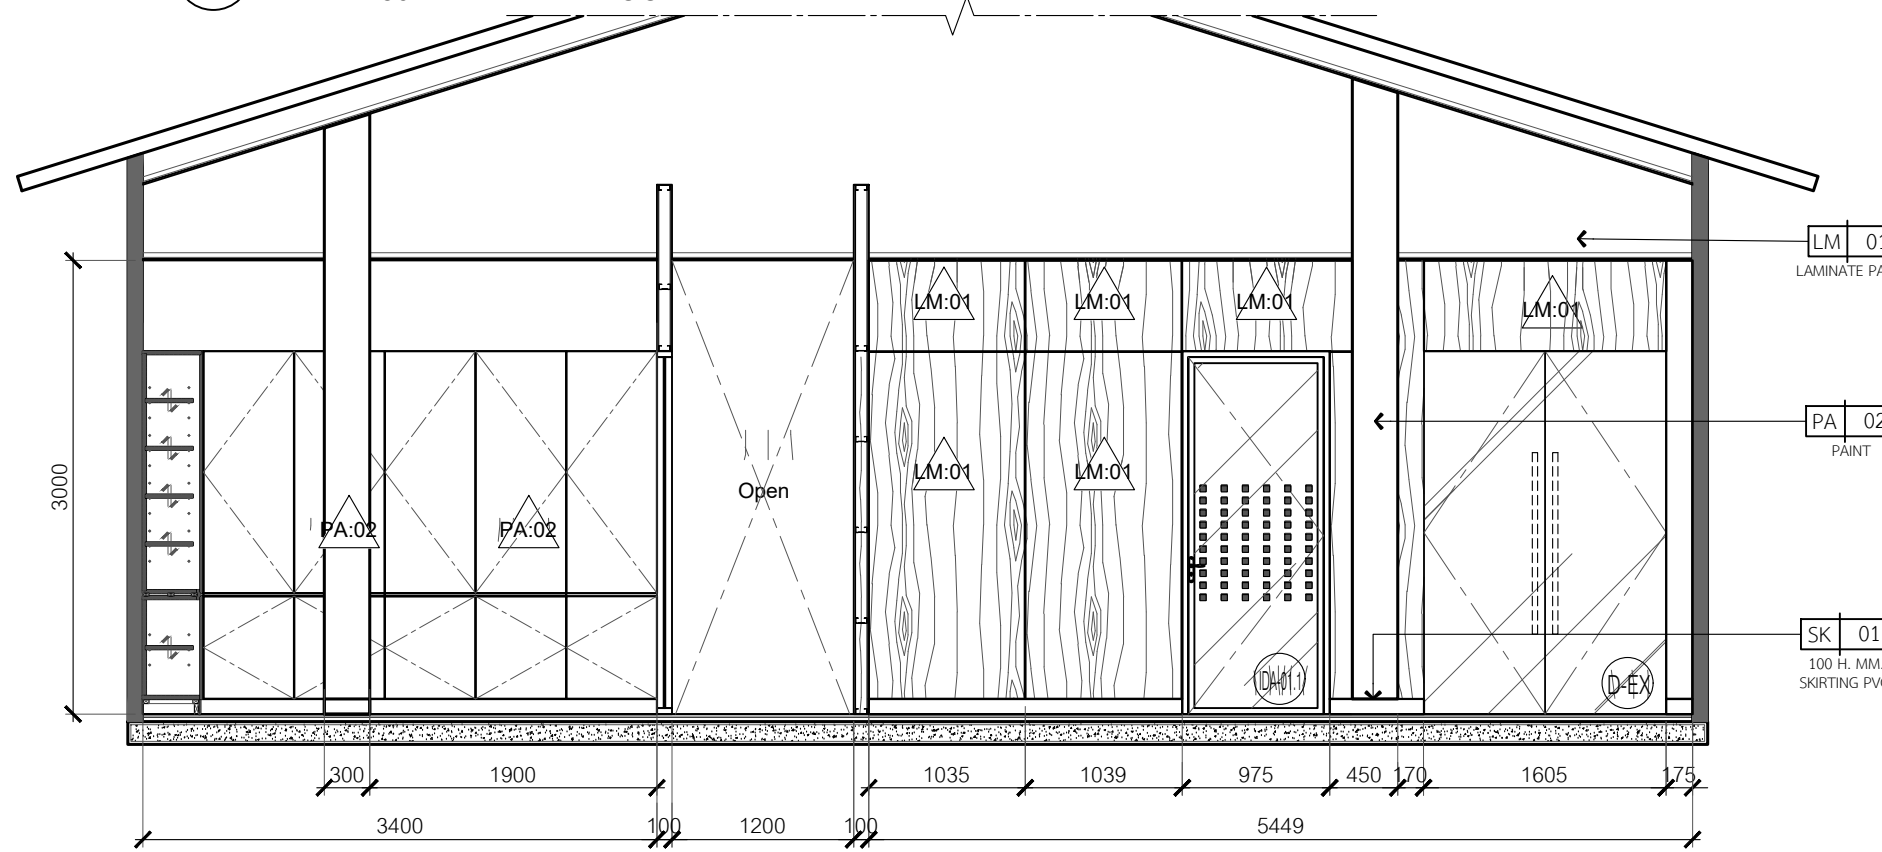 LM 01
LAMINATE PA
LM:01 LM:01 LM:01 LM:01
PA 02
PAINT
3000
LM:01 LM:01
Open
PA:02 PA:02
SK 01
100 H. MM.
SKIRTING PVC
IDA-01.1
D-EX
300 1900 1035 1039 975 450 170 1605 175
3400 100 1200 100 5449